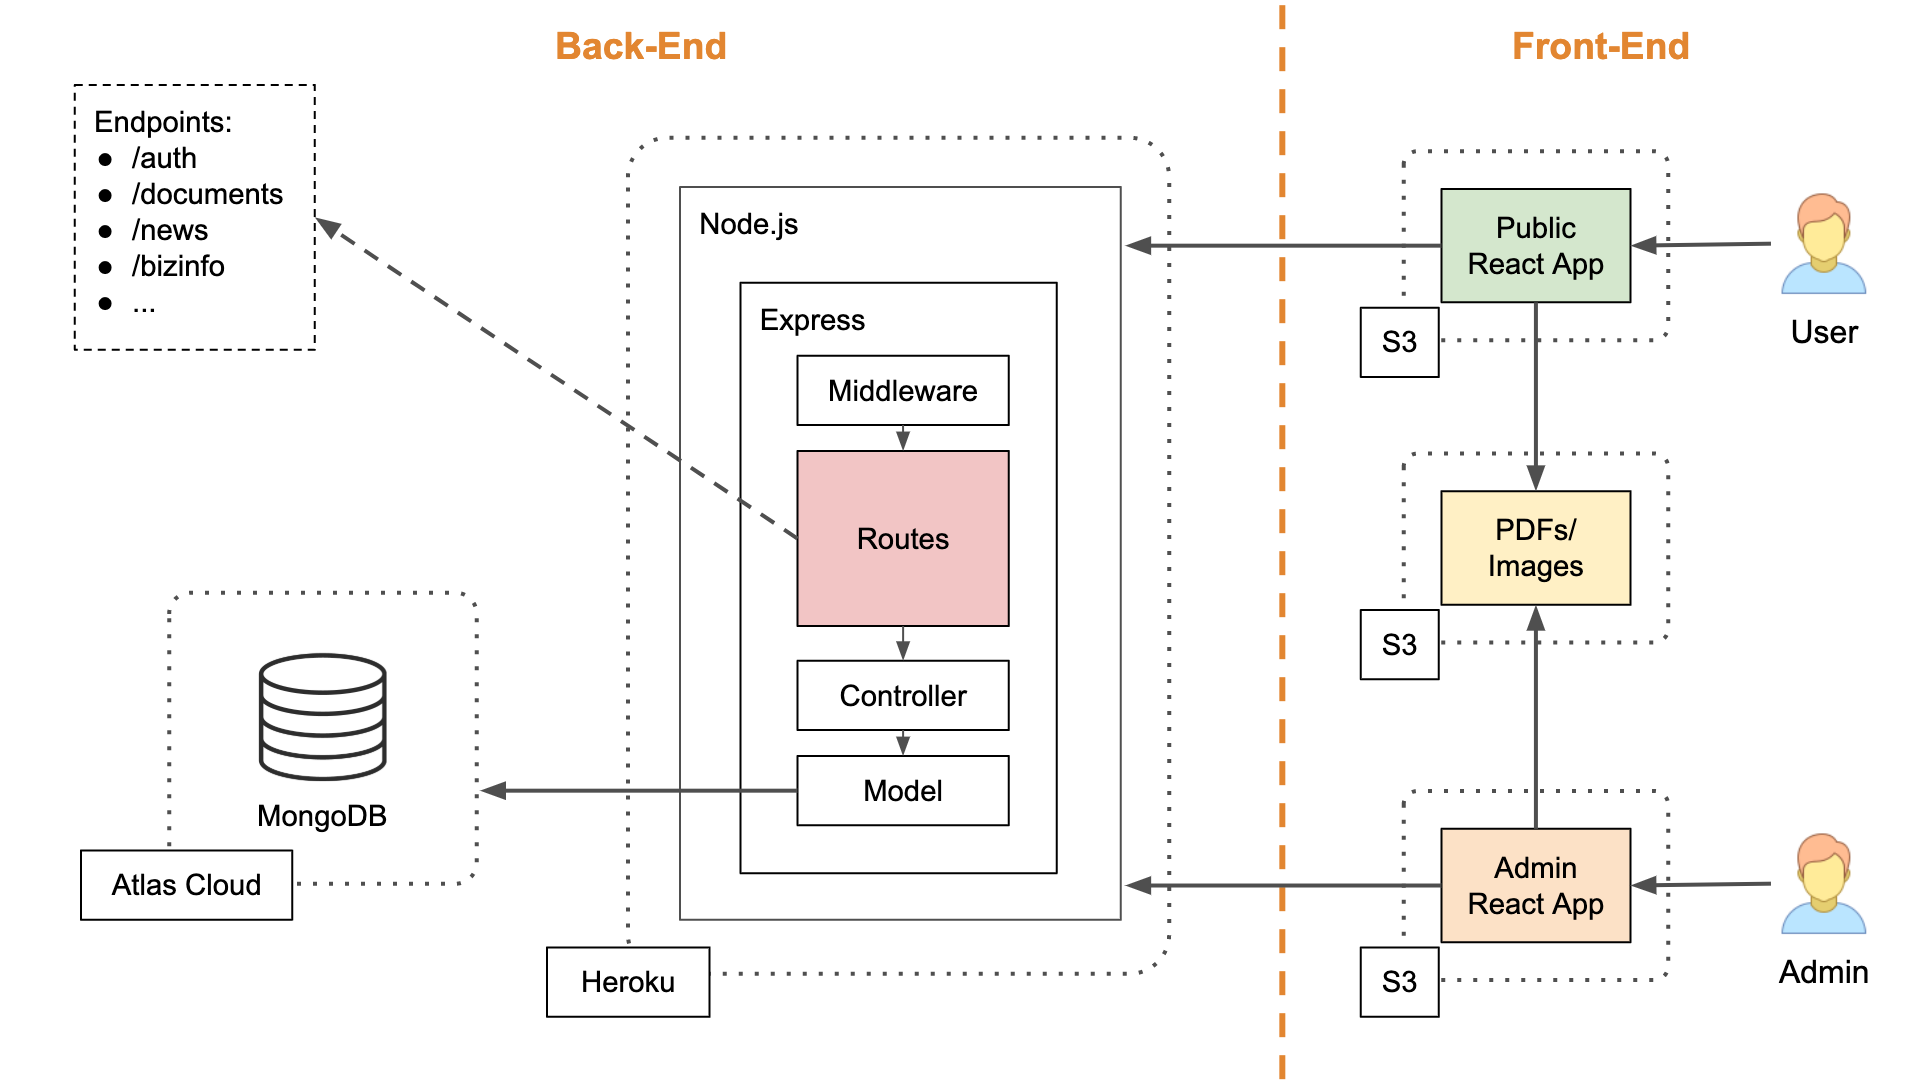 Back-End
Front-End
Endpoints:
● /auth
● /documents
● /news
● /bizinfo
● ...
Node.js
Express
Middleware
Routes
Controller
Model
Heroku
MongoDB
Atlas Cloud
Public
React App
S3
User
PDFs/
Images
S3
Admin
React App
S3
Admin